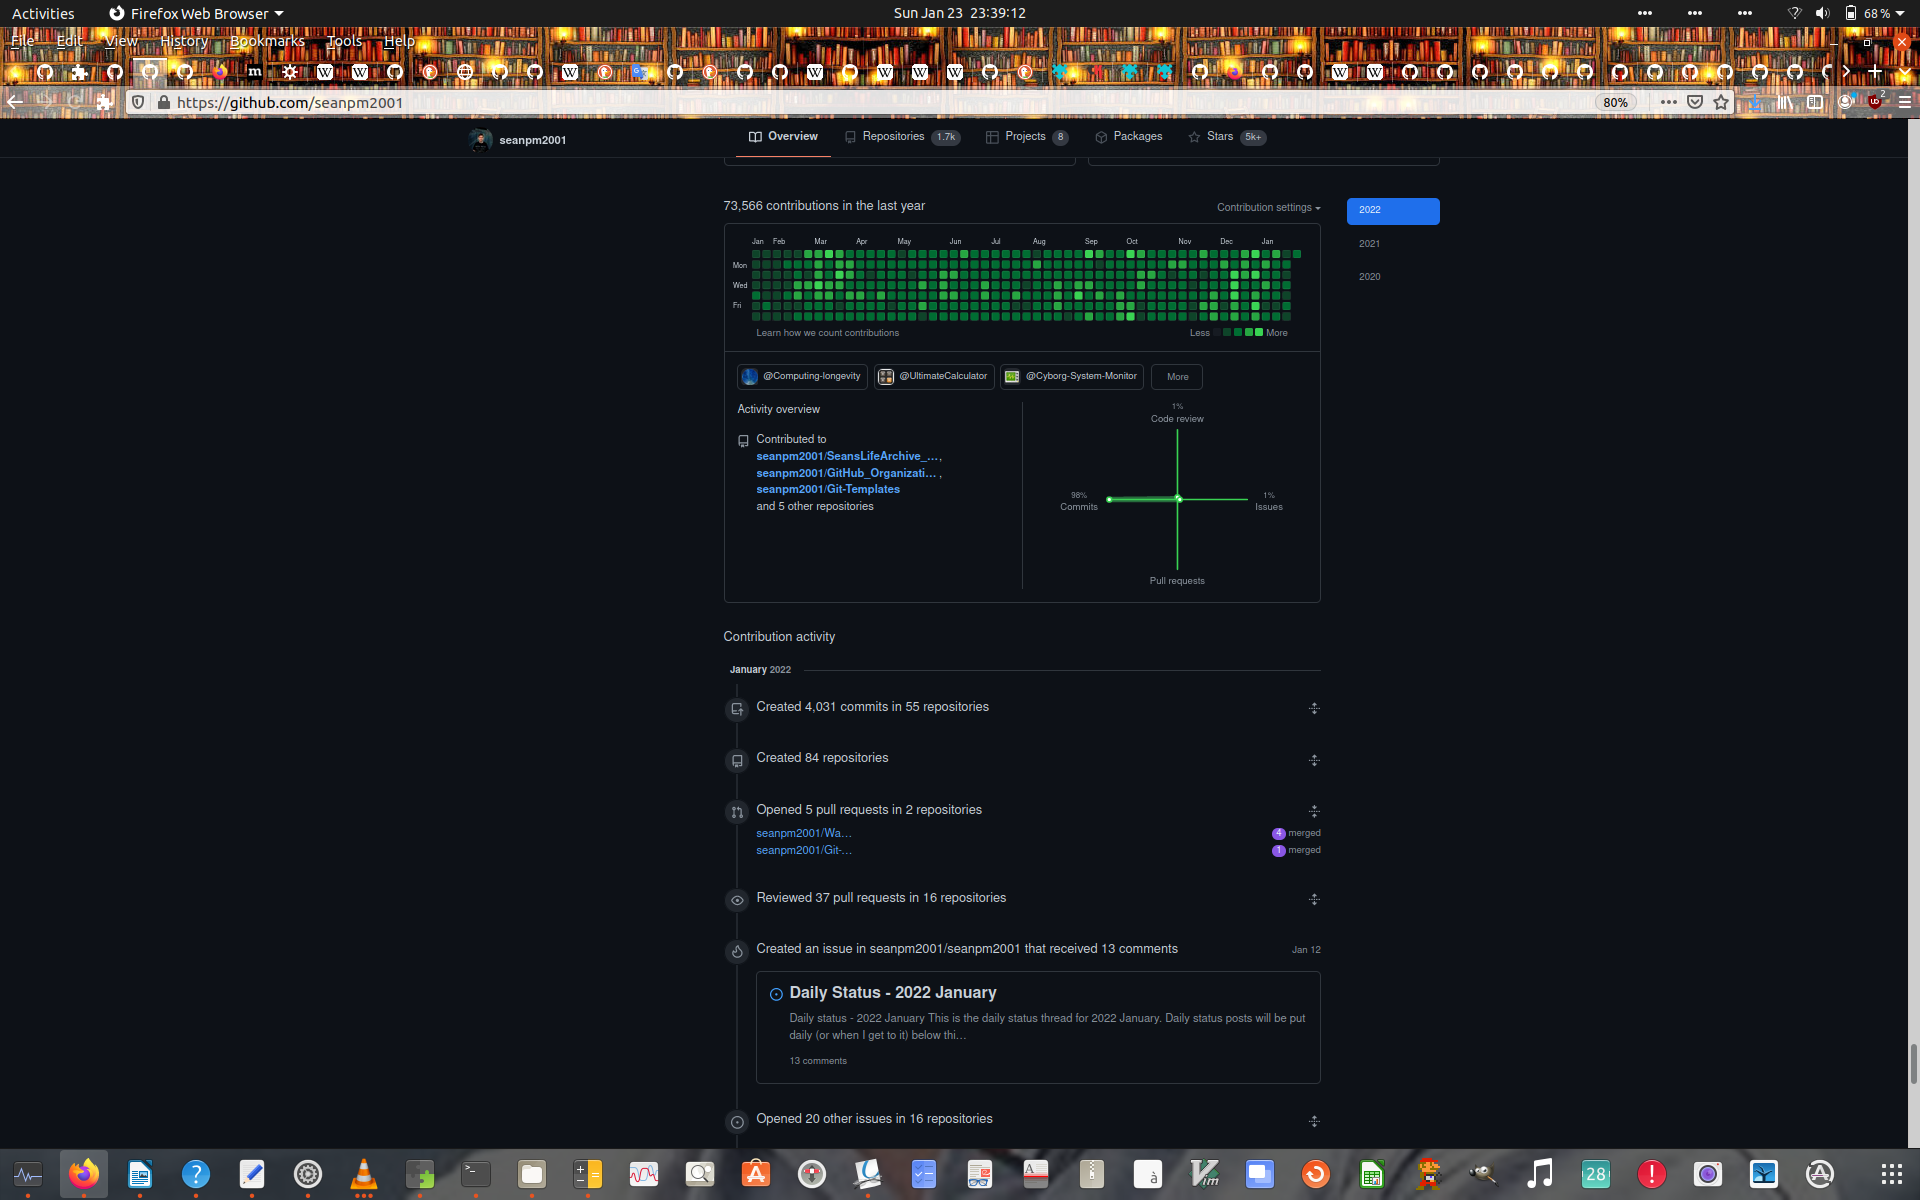 Activities
Firefox Web Browser
Sun Jan 23 23:39:12
68 %
File Edit View History Bookmarks Tools Help
https://github.com/seanpm2001
80%
2
seanpm2001
Overview
Repositories 1.7k
Projects 8
Packages
Stars 5k+
73,566 contributions in the last year
Contribution settings
2022
2021
2020
Jan Feb Mar Apr May Jun Jul Aug Sep Oct Nov Dec Jan
Mon
Wed
Fri
Learn how we count contributions
Less More
@Computing-longevity
@UltimateCalculator
@Cyborg-System-Monitor
More
Activity overview
Contributed to
seanpm2001/SeansLifeArchive_…,
seanpm2001/GitHub_Organizati… ,
seanpm2001/Git-Templates
and 5 other repositories
1%
Code review
98%
Commits
1%
Issues
Pull requests
Contribution activity
January 2022
Created 4,031 commits in 55 repositories
Created 84 repositories
Opened 5 pull requests in 2 repositories
seanpm2001/Wa… 4 merged
seanpm2001/Git-… 1 merged
Reviewed 37 pull requests in 16 repositories
Created an issue in seanpm2001/seanpm2001 that received 13 comments Jan 12
Daily Status - 2022 January
Daily status - 2022 January This is the daily status thread for 2022 January. Daily status posts will be put
daily (or when I get to it) below thi…
13 comments
Opened 20 other issues in 16 repositories
28